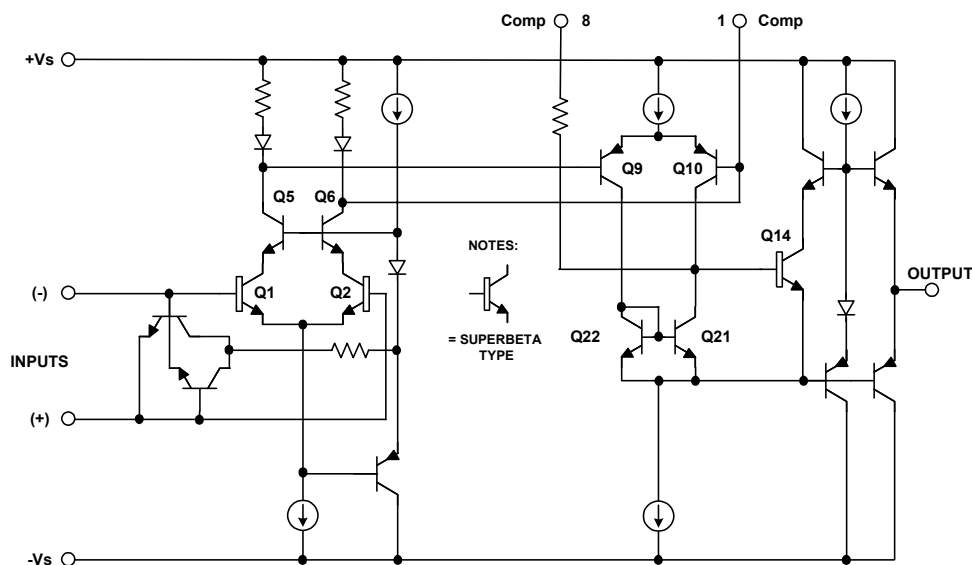 Comp 8 1 Comp
+Vs
Q9 Q10
Q5 Q6
NOTES:
Q14
(-) Q1 Q2 OUTPUT
= SUPERBETA
TYPE
Q22 Q21
INPUTS
(+)
-Vs